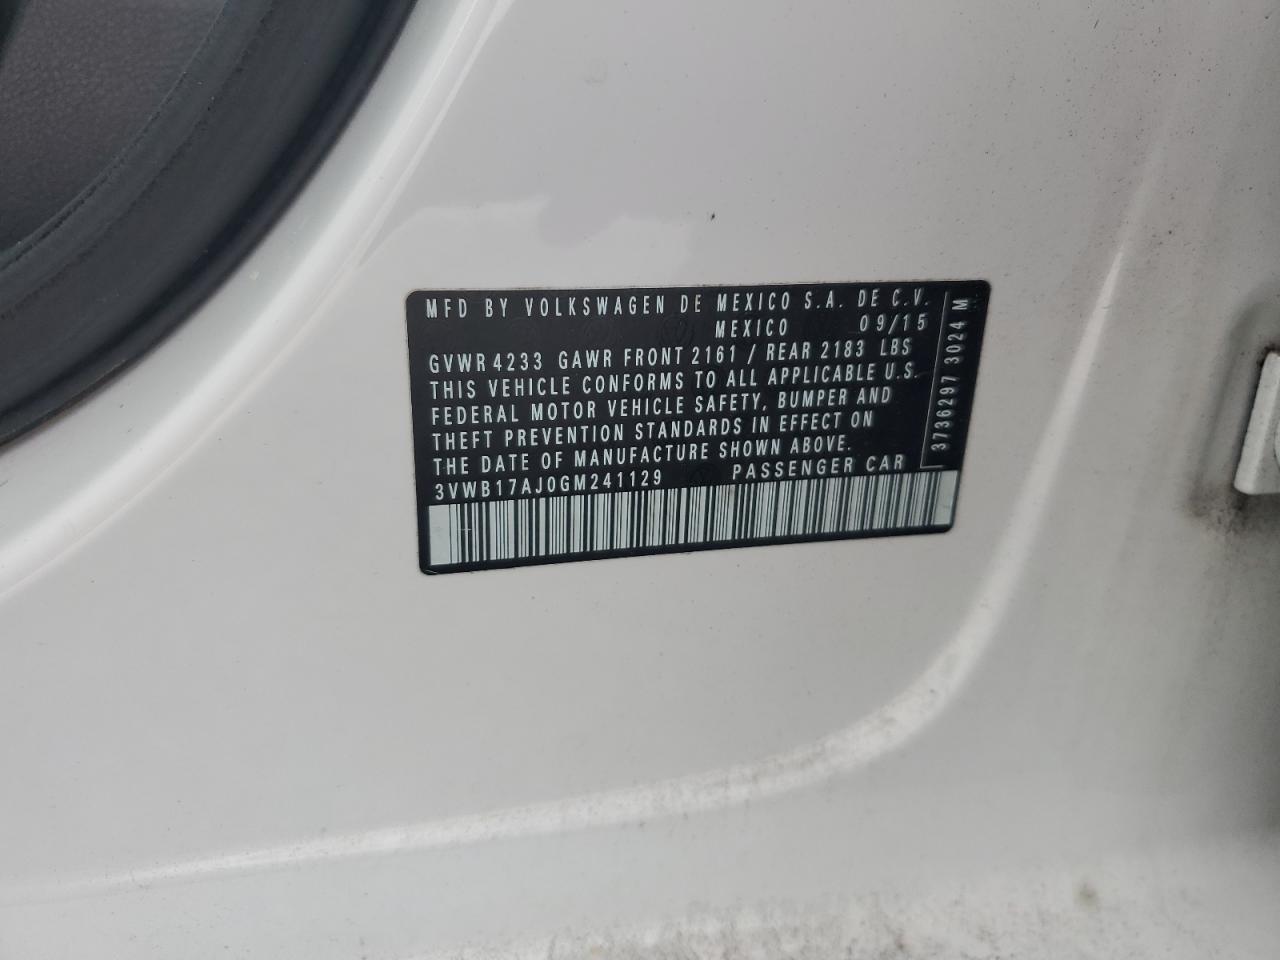 MFD BY VOLKSWAGEN DE MEXICO S.A. DE C.V.
MEXICO 09/15
GVWR 4233 GAWR FRONT 2161 / REAR 2183 LBS
THIS VEHICLE CONFORMS TO ALL APPLICABLE U.S.
FEDERAL MOTOR VEHICLE SAFETY, BUMPER AND
THEFT PREVENTION STANDARDS IN EFFECT ON
THE DATE OF MANUFACTURE SHOWN ABOVE.
3VWB17AJ0GM241129 PASSENGER CAR
3736297 3024 M